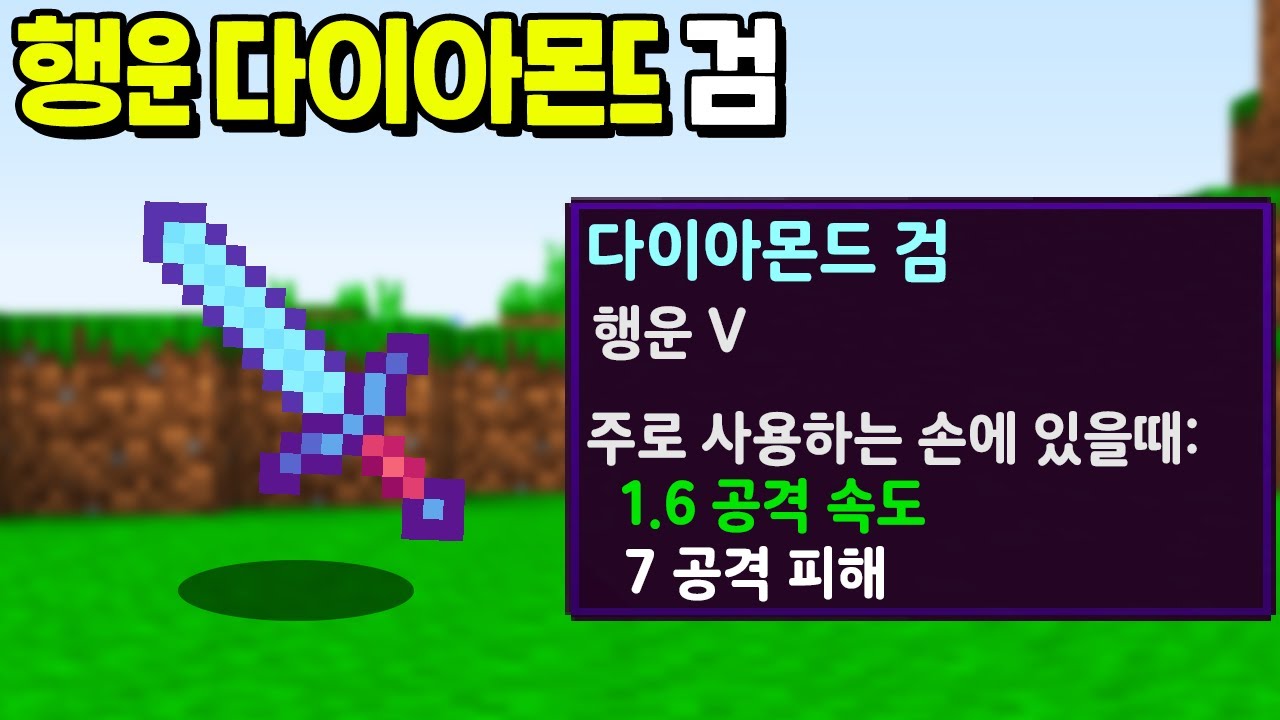 행운 다이아몬드 검
다이아몬드 검
행운 V
주로 사용하는 손에 있을때:
1.6 공격 속도
7 공격 피해